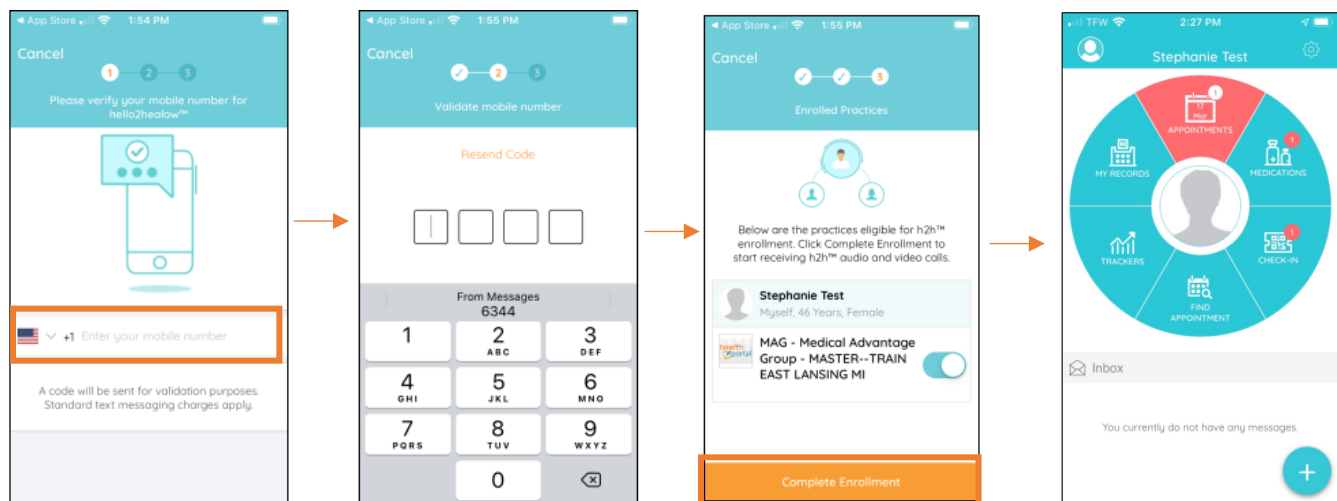 App Store
1:54 PM
Cancel
1
2
3
Please verify your mobile number for
hello2healow™
+1 Enter your mobile number
A code will be sent for validation purposes.
Standard text messaging charges apply.
App Store
1:55 PM
Cancel
2
3
Validate mobile number
Resend Code
From Messages
6344
1
2
ABC
3
DEF
4
GHI
5
JKL
6
MNO
7
PQRS
8
TUV
9
WXYZ
0
App Store
1:55 PM
Cancel
3
Enrolled Practices
Below are the practices eligible for h2h™
enrollment. Click Complete Enrollment to
start receiving h2h™ audio and video calls.
Stephanie Test
Myself, 46 Years, Female
health
portal
MAG - Medical Advantage
Group - MASTER--TRAIN
EAST LANSING MI
Complete Enrollment
TFW
2:27 PM
Stephanie Test
1
17
Mar
APPOINTMENTS
MY RECORDS
1
MEDICATIONS
TRACKERS
1
CHECK-IN
FIND
APPOINTMENT
Inbox
You currently do not have any messages.
+